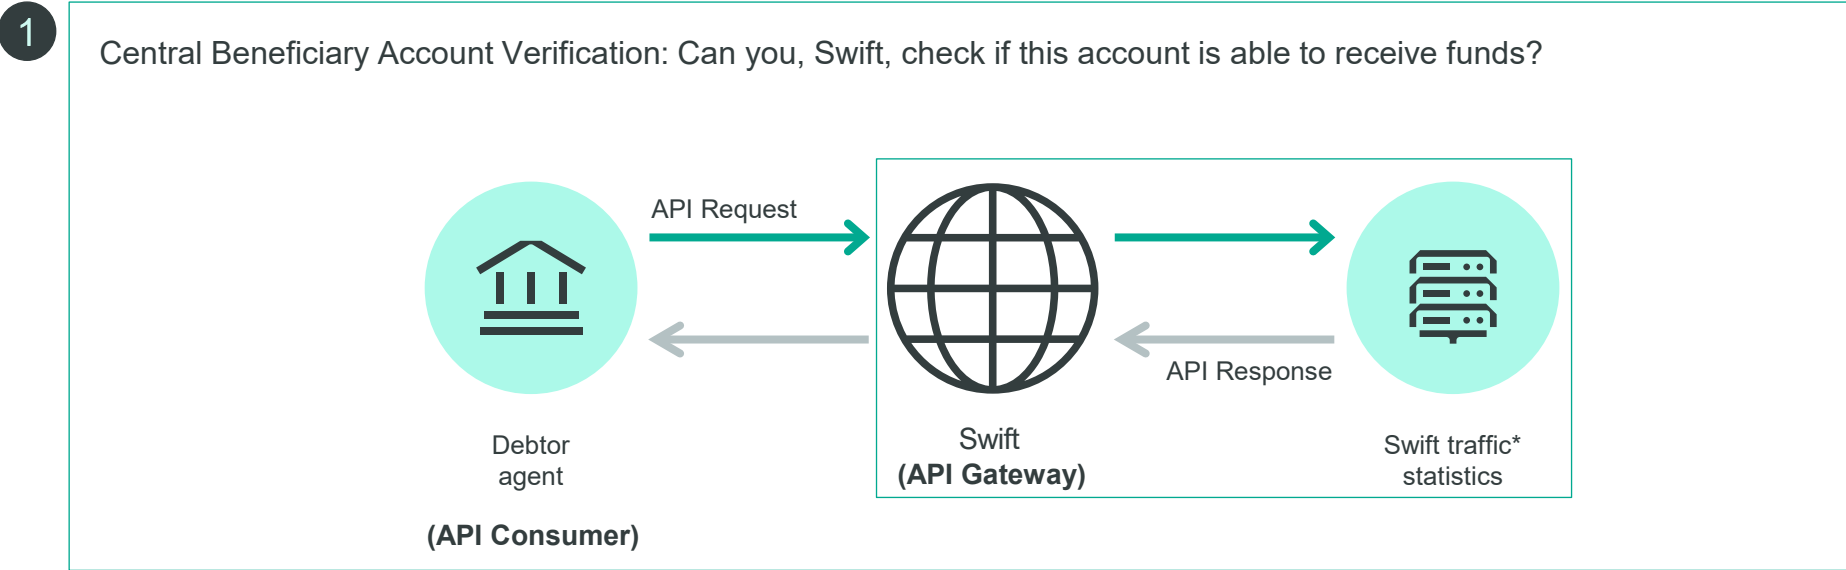 1
Central Beneficiary Account Verification: Can you, Swift, check if this account is able to receive funds?
API Request
API Response
Debtor
agent
(API Consumer)
Swift
(API Gateway)
Swift traffic*
statistics